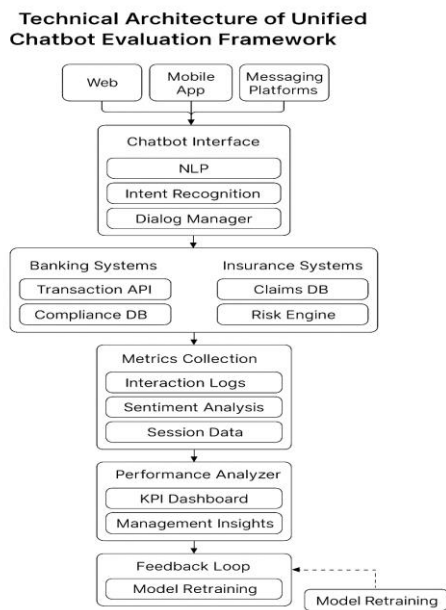 Technical Architecture of Unified
Chatbot Evaluation Framework
Web
Mobile
App
Messaging
Platforms
Chatbot Interface
NLP
Intent Recognition
Dialog Manager
Banking Systems
Transaction API
Compliance DB
Insurance Systems
Claims DB
Risk Engine
Metrics Collection
Interaction Logs
Sentiment Analysis
Session Data
Performance Analyzer
KPI Dashboard
Management Insights
Feedback Loop
Model Retraining
Model Retraining